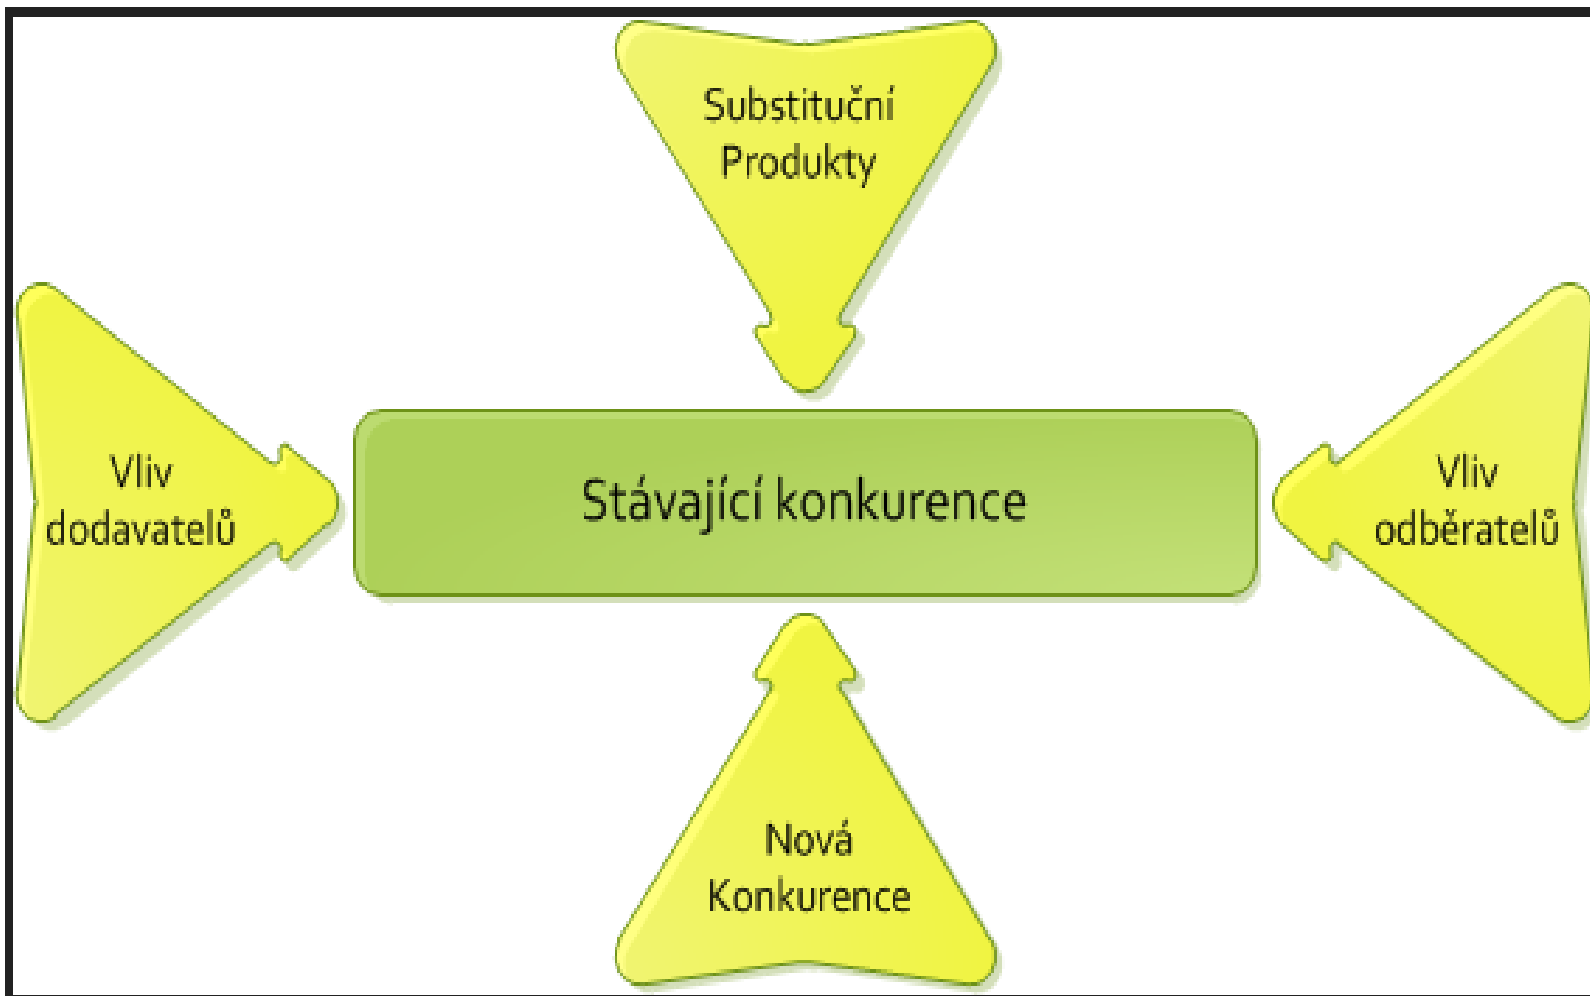 Substituční
Produkty
Vliv
dodavatelů
Stávající konkurence
Vliv
odběratelů
Nová
Konkurence